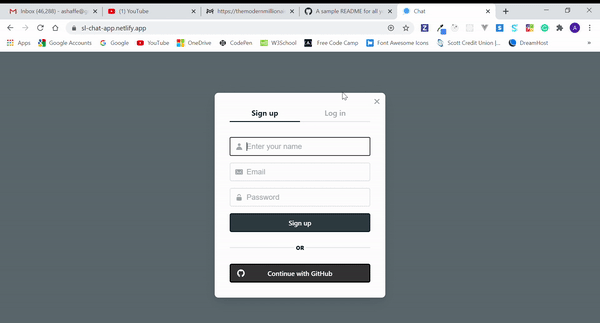 Inbox (46,288) - ashaffe@
(1) YouTube
https://themodernmillionair
A sample README for all y
Chat
sl-chat-app.netlify.app
Apps
Google Accounts
Google
YouTube
OneDrive
CodePen
W3School
Free Code Camp
Font Awesome Icons
Scott Credit Union |...
DreamHost
Sign up
Log in
Enter your name
Email
Password
Sign up
OR
Continue with GitHub